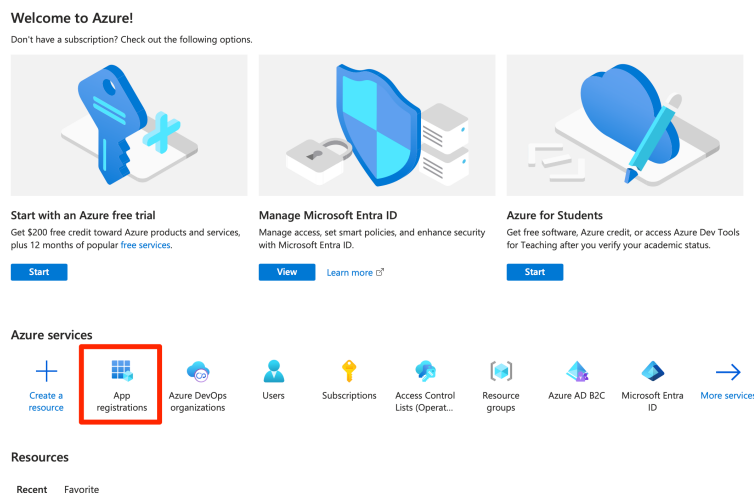 Welcome to Azure!
Don't have a subscription? Check out the following options.
Start with an Azure free trial
Get $200 free credit toward Azure products and services,
plus 12 months of popular free services.
Start
Manage Microsoft Entra ID
Manage access, set smart policies, and enhance security
with Microsoft Entra ID.
View
Learn more
Azure for Students
Get free software, Azure credit, or access Azure Dev Tools
for Teaching after you verify your academic status.
Start
Azure services
Create a
resource
App
registrations
Azure DevOps
organizations
Users
Subscriptions
Access Control
Lists (Operat...
Resource
groups
Azure AD B2C
Microsoft Entra
ID
More services
Resources
Recent
Favorite